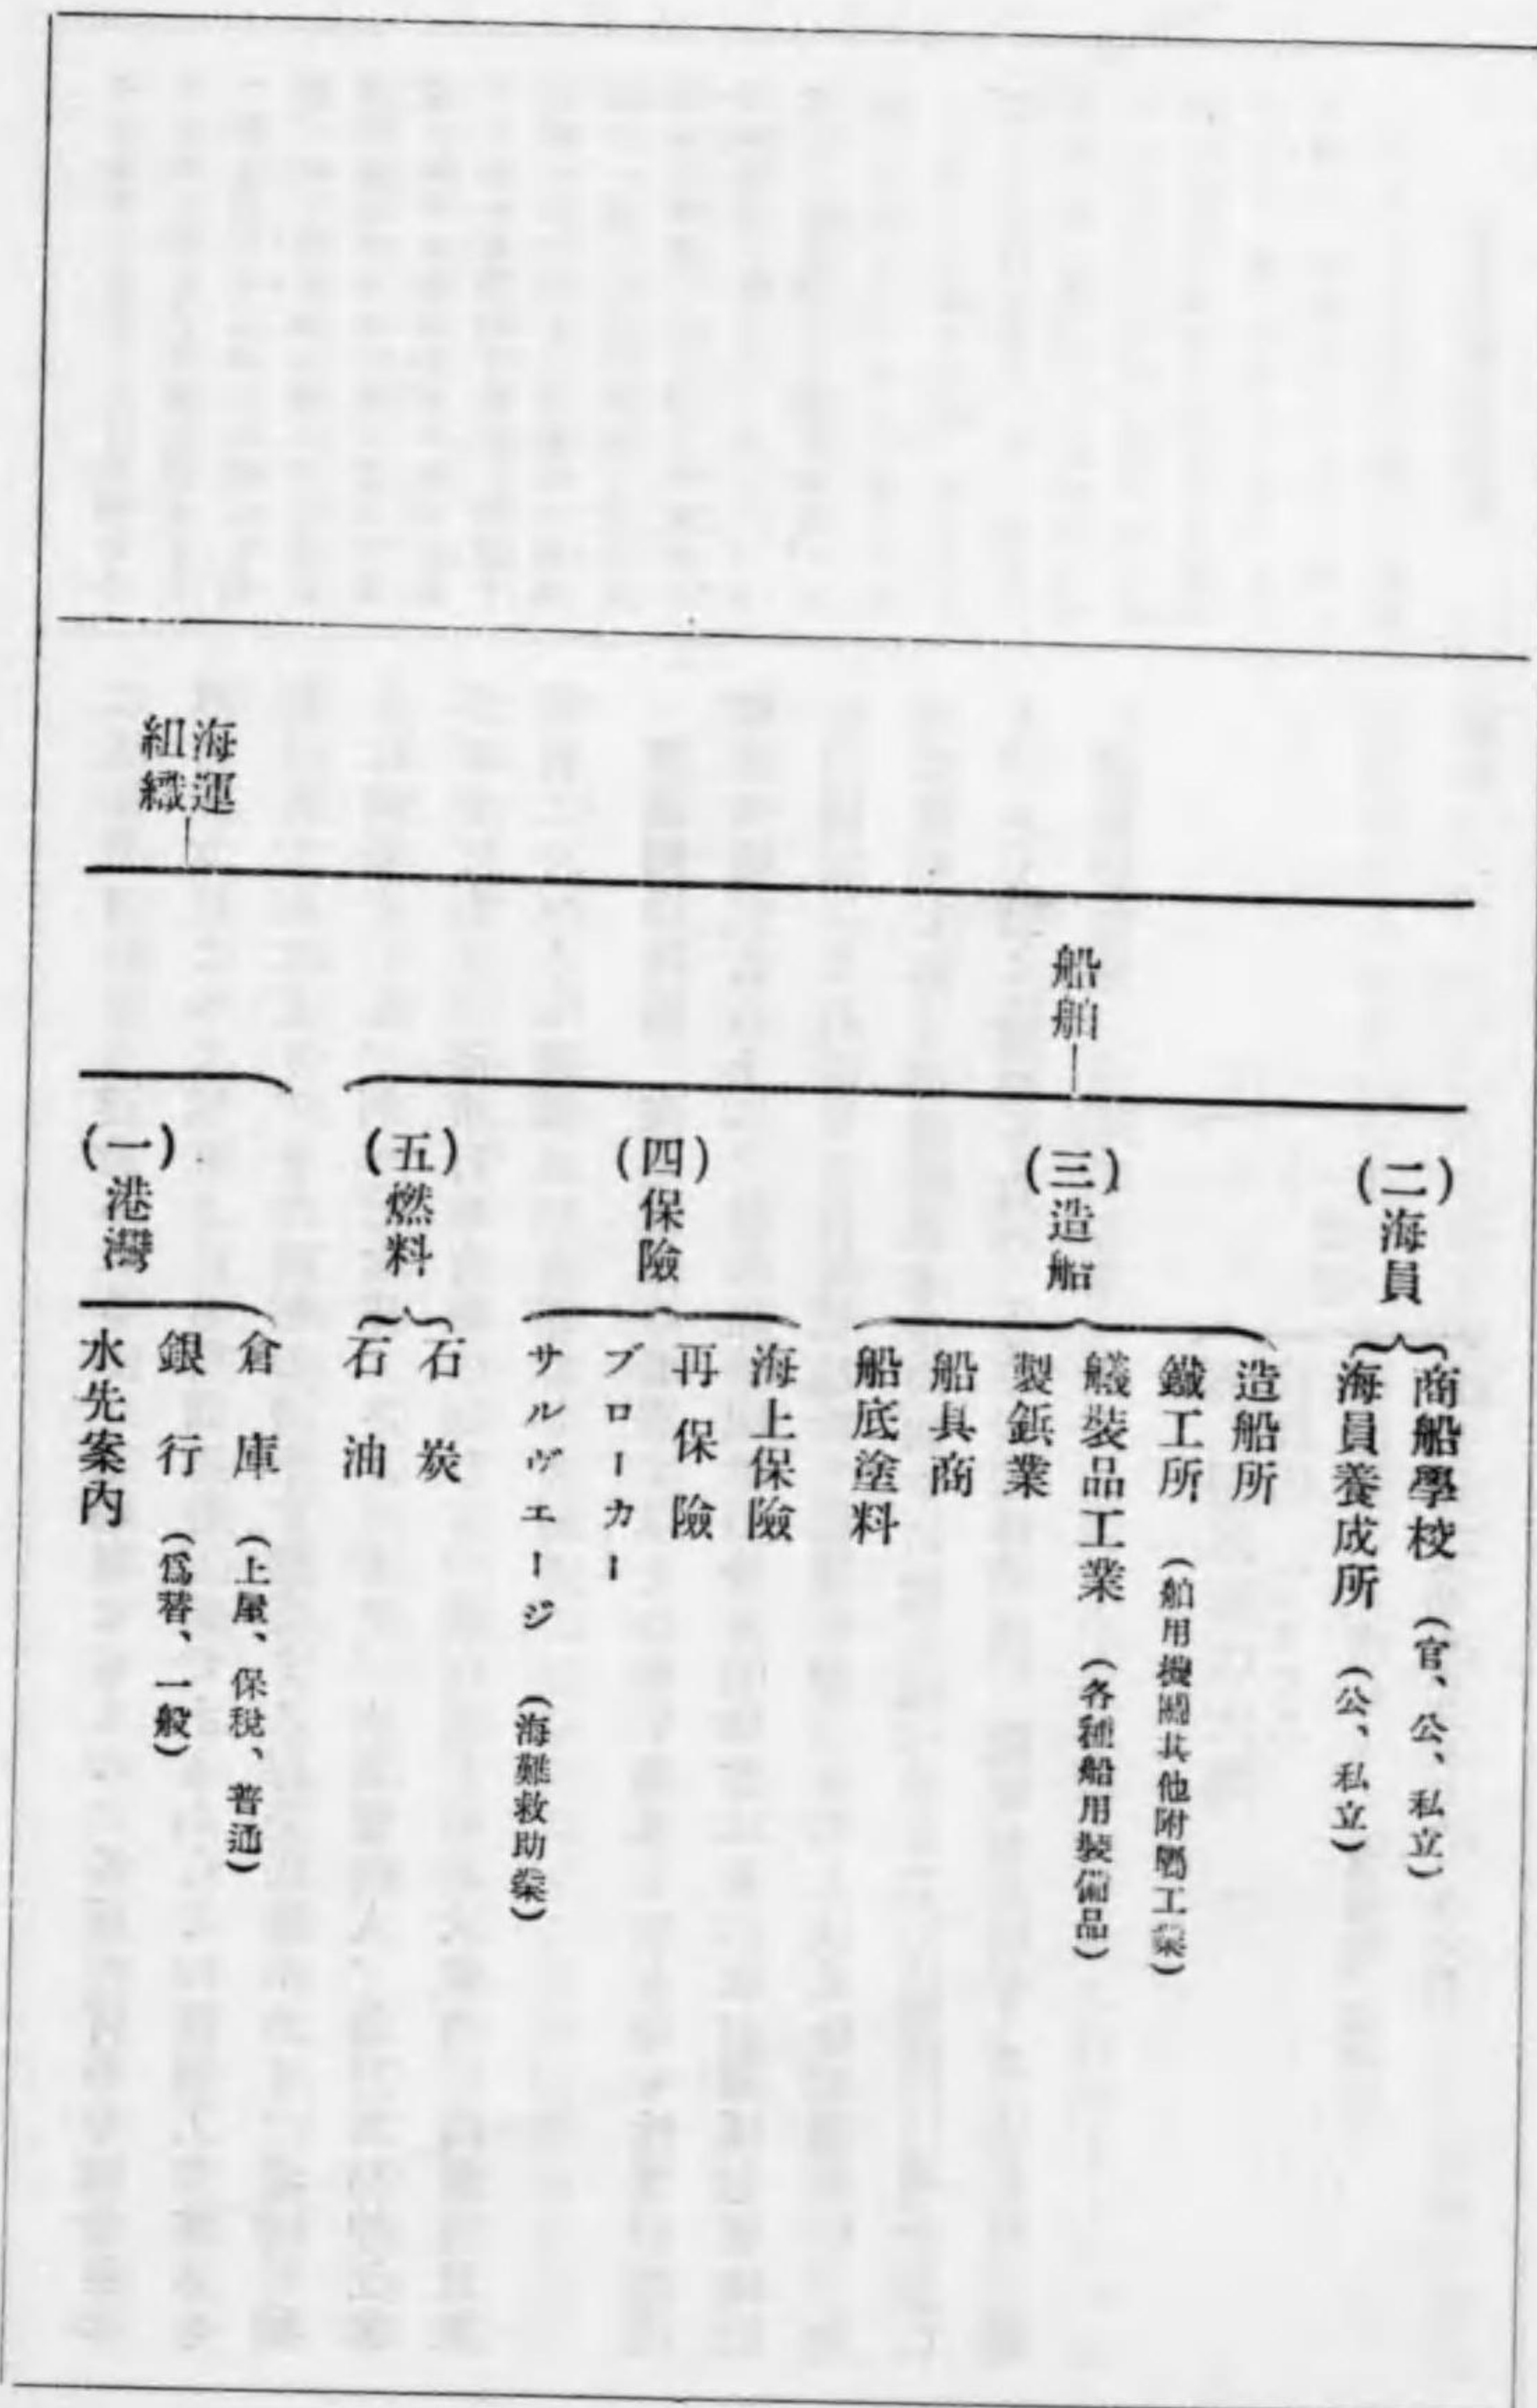 海運
組織
船舶
(二)海員
商船學校 (官、公、私立)
海員養成所 (公、私立)
(三)造船
造船所
鐵工所 (舶用機關其他附屬工業)
艤裝品工業 (各種船用裝備品)
製鋲業
船具商
船底塗料
(四)保險
海上保險
再保險
ブローカー
サルヴエージ (海難救助業)
(五)燃料
石炭
石油
(一)港灣
倉庫 (上屋、保稅、普通)
銀行 (爲替、一般)
水先案內